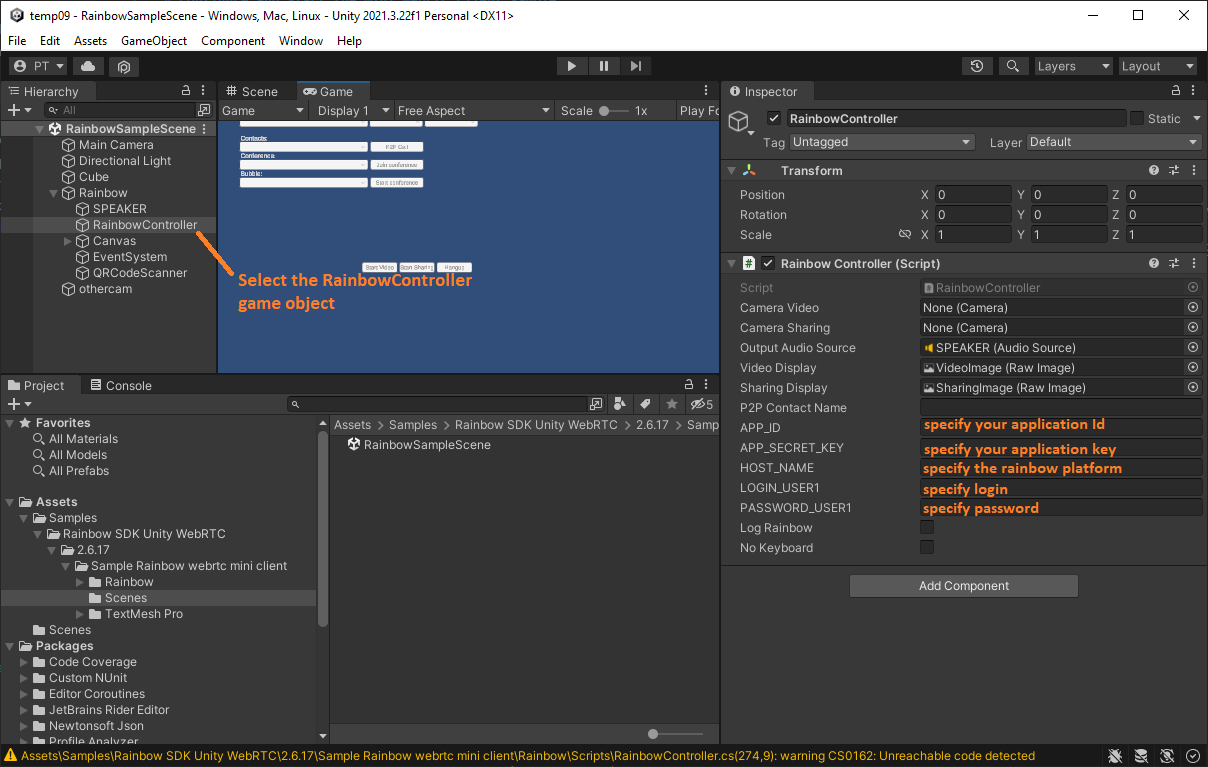 temp09 - RainbowSampleScene - Windows, Mac, Linux - Unity 2021.3.22f1 Personal <DX11>
File Edit Assets GameObject Component Window Help
PT Layers Layout
Hierarchy
All
RainbowSampleScene
Main Camera
Directional Light
Cube
Rainbow
SPEAKER
RainbowController
Canvas
EventSystem
QRCodeScanner
othercam
Scene Game
Game Display 1 Free Aspect Scale 1x Play Fo
Contacts:
P2P Call
Conference:
Join conference
Bubble:
Start conference
Start Video Start Sharing Hangup
Select the RainbowController
game object
Project Console
5
Favorites
All Materials
All Models
All Prefabs
Assets
Samples
Rainbow SDK Unity WebRTC
2.6.17
Sample Rainbow webrtc mini client
Rainbow
Scenes
TextMesh Pro
Scenes
Packages
Code Coverage
Custom NUnit
Editor Coroutines
JetBrains Rider Editor
Newtonsoft Json
Profile Analyzer
Assets > Samples > Rainbow SDK Unity WebRTC > 2.6.17 > Samp
RainbowSampleScene
Inspector
RainbowController Static
Tag Untagged Layer Default
Transform
Position X 0 Y 0 Z 0
Rotation X 0 Y 0 Z 0
Scale X 1 Y 1 Z 1
# Rainbow Controller (Script)
Script RainbowController
Camera Video None (Camera)
Camera Sharing None (Camera)
Output Audio Source SPEAKER (Audio Source)
Video Display VideoImage (Raw Image)
Sharing Display SharingImage (Raw Image)
P2P Contact Name
APP_ID specify your application Id
APP_SECRET_KEY specify your application key
HOST_NAME specify the rainbow platform
LOGIN_USER1 specify login
PASSWORD_USER1 specify password
Log Rainbow
No Keyboard
Add Component
Assets\Samples\Rainbow SDK Unity WebRTC\2.6.17\Sample Rainbow webrtc mini client\Rainbow\Scripts\RainbowController.cs(274,9): warning CS0162: Unreachable code detected